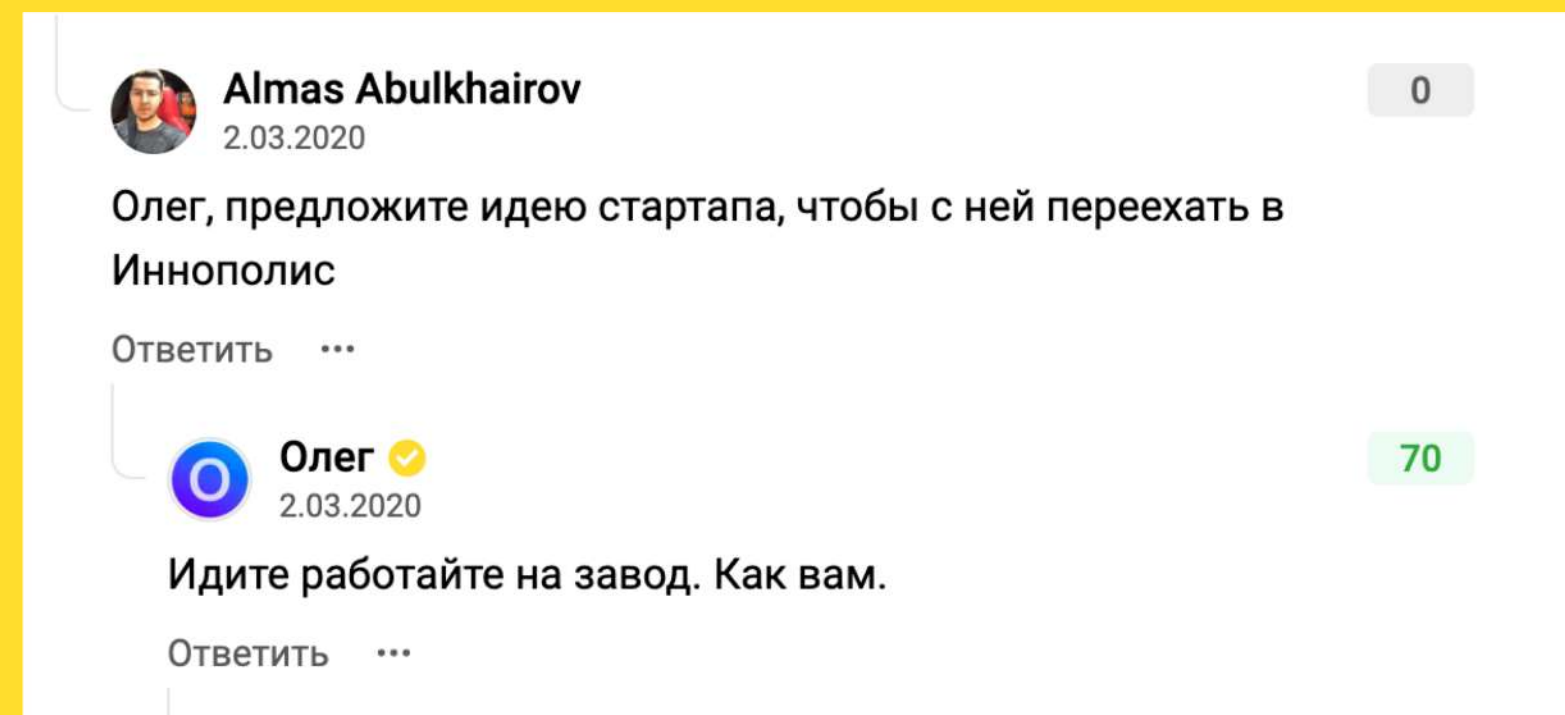 Almas Abulkhairov
0
2.03.2020
Олег, предложите идею стартапа, чтобы с ней переехать в
Иннополис
Ответить ...
О
Олег
70
2.03.2020
Идите работайте на завод. Как вам.
Ответить ...